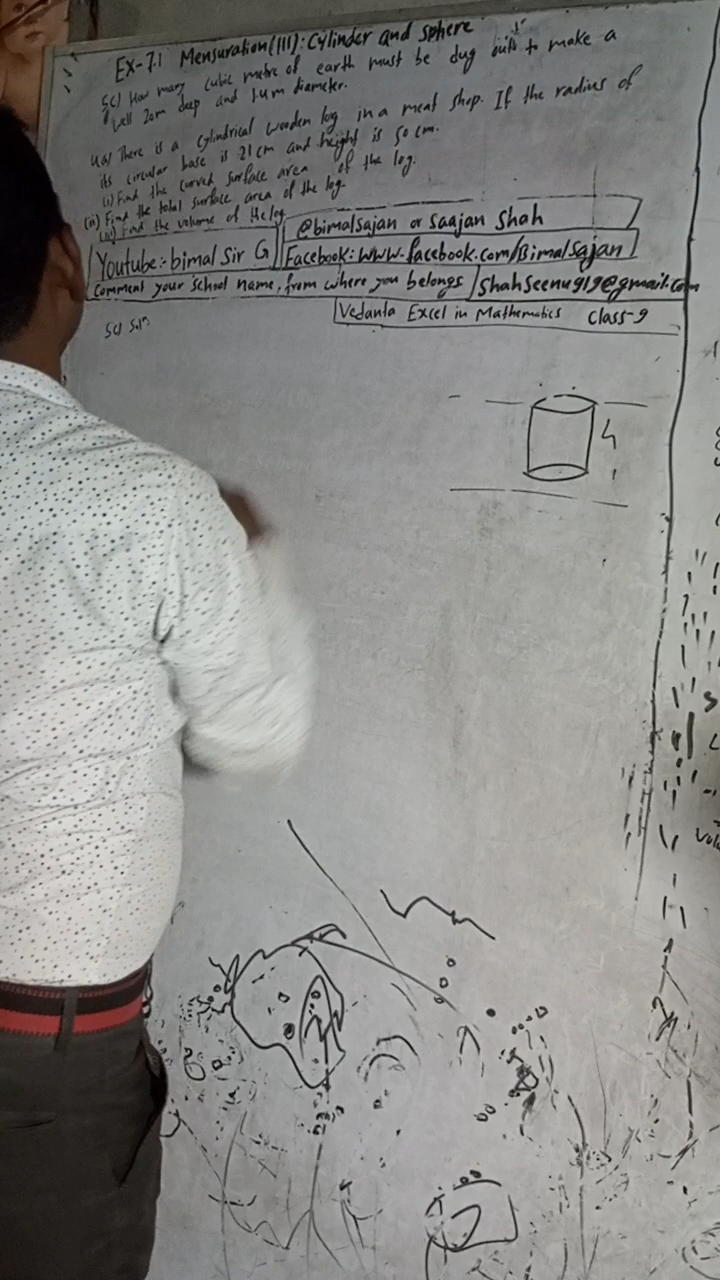 Ex-7.1 Mensuration(III): Cylinder and sphere
5c) How many cubic metre of earth must be dug out to make a
well 20m deep and 14m diameter.
4a) There is a cylindrical wooden log in a meat shop. If the radius of
its circular base is 21cm and height is 50 cm.
(i) Find the curved surface area of the log.
(ii) Find the total surface area of the log.
(iii) Find the volume of the log
@bimalsajan or Saajan Shah
Youtube:- bimal Sir G
Facebook: www.facebook.com/Bimalsajan
Comment your School name, from where you belongs
shahseenu919@gmail.com
Vedanta Excel in Mathematics Class-9
5c) Solⁿ:
h